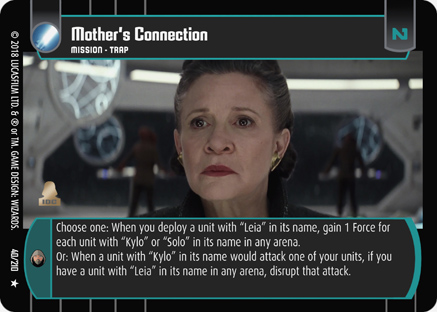 Mother's Connection
MISSION • TRAP
© 2018 LUCASFILM LTD. & ® OR TM. GAME DESIGN: WIZARDS.
IDC
Choose one: When you deploy a unit with "Leia" in its name, gain 1 Force for
each unit with "Kylo" or "Solo" in its name in any arena.
Or: When a unit with "Kylo" in its name would attack one of your units, if you
have a unit with "Leia" in its name in any arena, disrupt that attack.
40/210